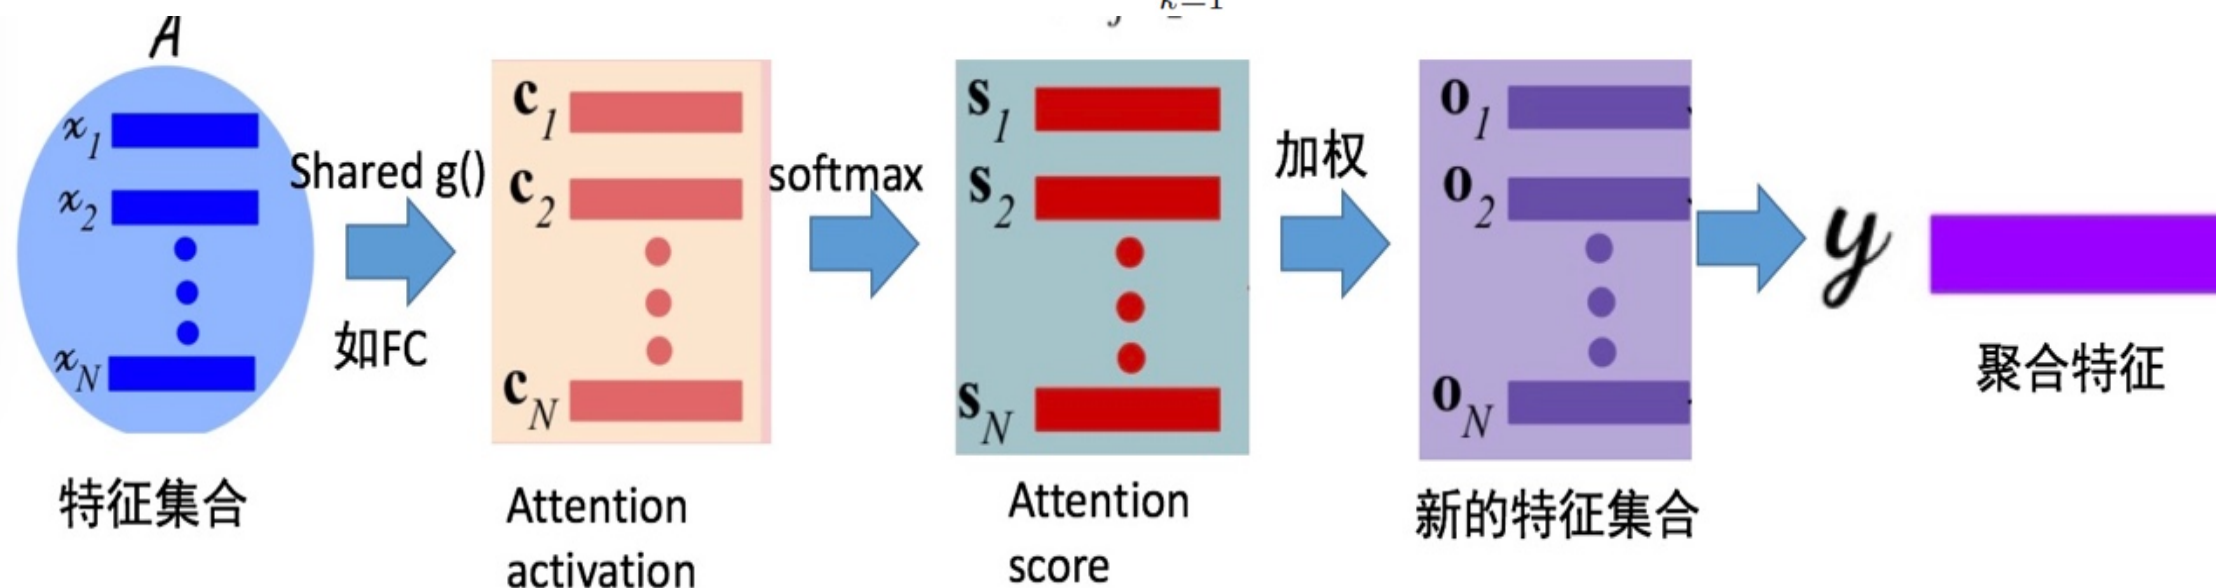 k=1
A
x1
x2
xN
特征集合
Shared g()
如FC
c1
c2
cN
Attention
activation
softmax
s1
s2
sN
Attention
score
加权
o1
o2
oN
新的特征集合
y
聚合特征